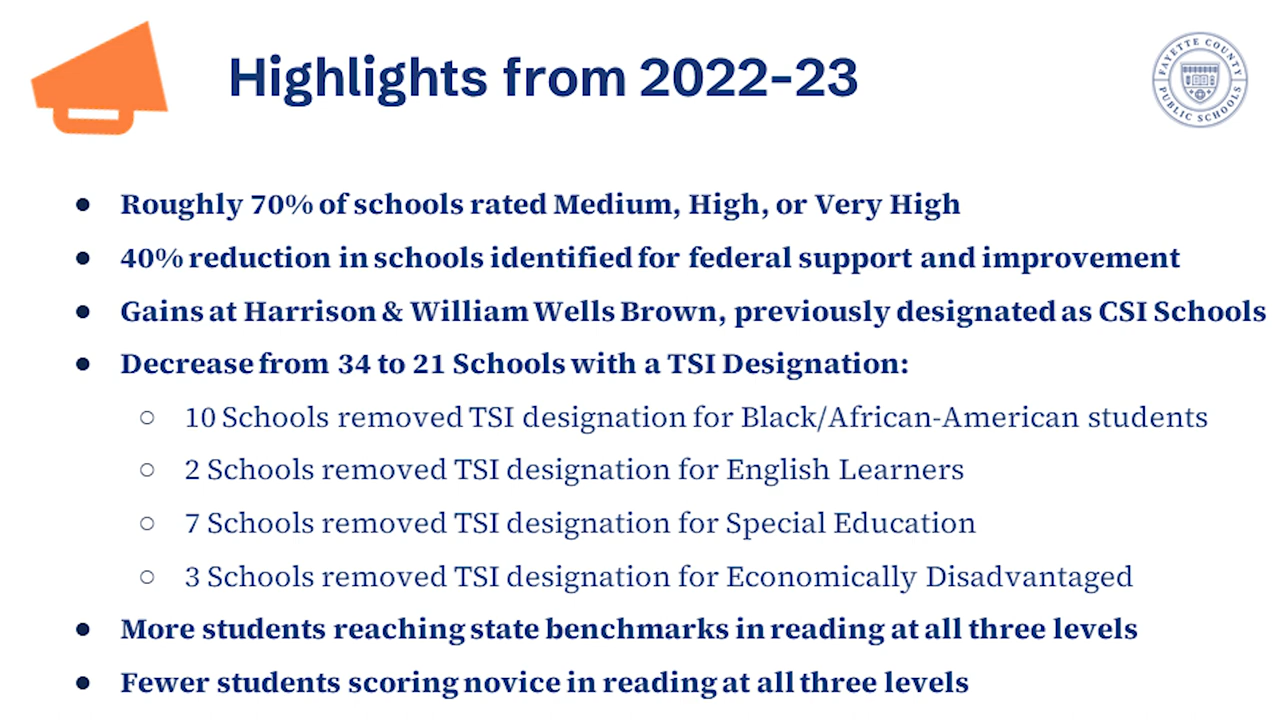 Highlights from 2022-23
FAYETTE COUNTY
PUBLIC SCHOOLS
● Roughly 70% of schools rated Medium, High, or Very High
● 40% reduction in schools identified for federal support and improvement
● Gains at Harrison & William Wells Brown, previously designated as CSI Schools
● Decrease from 34 to 21 Schools with a TSI Designation:
○ 10 Schools removed TSI designation for Black/African-American students
○ 2 Schools removed TSI designation for English Learners
○ 7 Schools removed TSI designation for Special Education
○ 3 Schools removed TSI designation for Economically Disadvantaged
● More students reaching state benchmarks in reading at all three levels
● Fewer students scoring novice in reading at all three levels